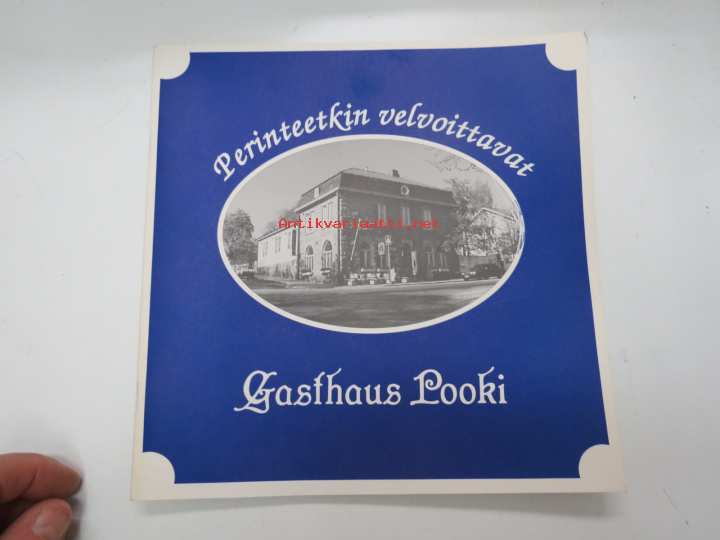 Perinteetkin velvoittavat
Antikvariaatti.net
Gasthaus Pooki